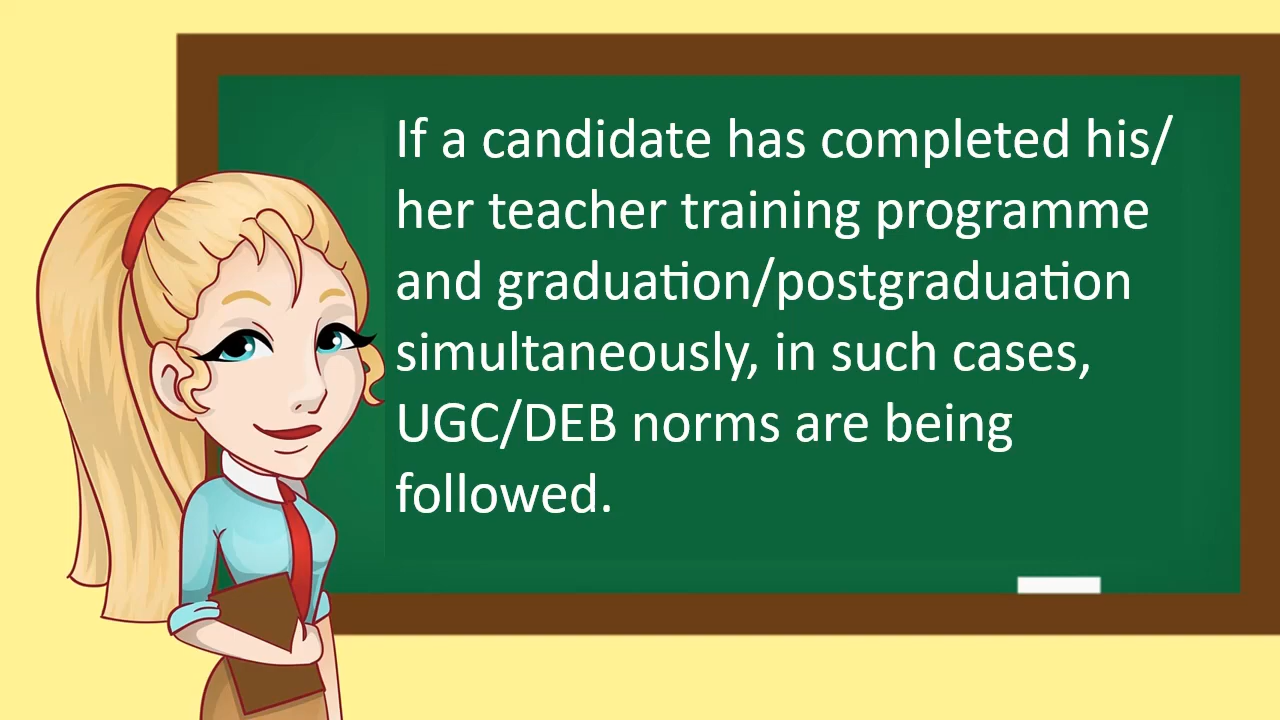 If a candidate has completed his/
her teacher training programme
and graduation/postgraduation
simultaneously, in such cases,
UGC/DEB norms are being
followed.